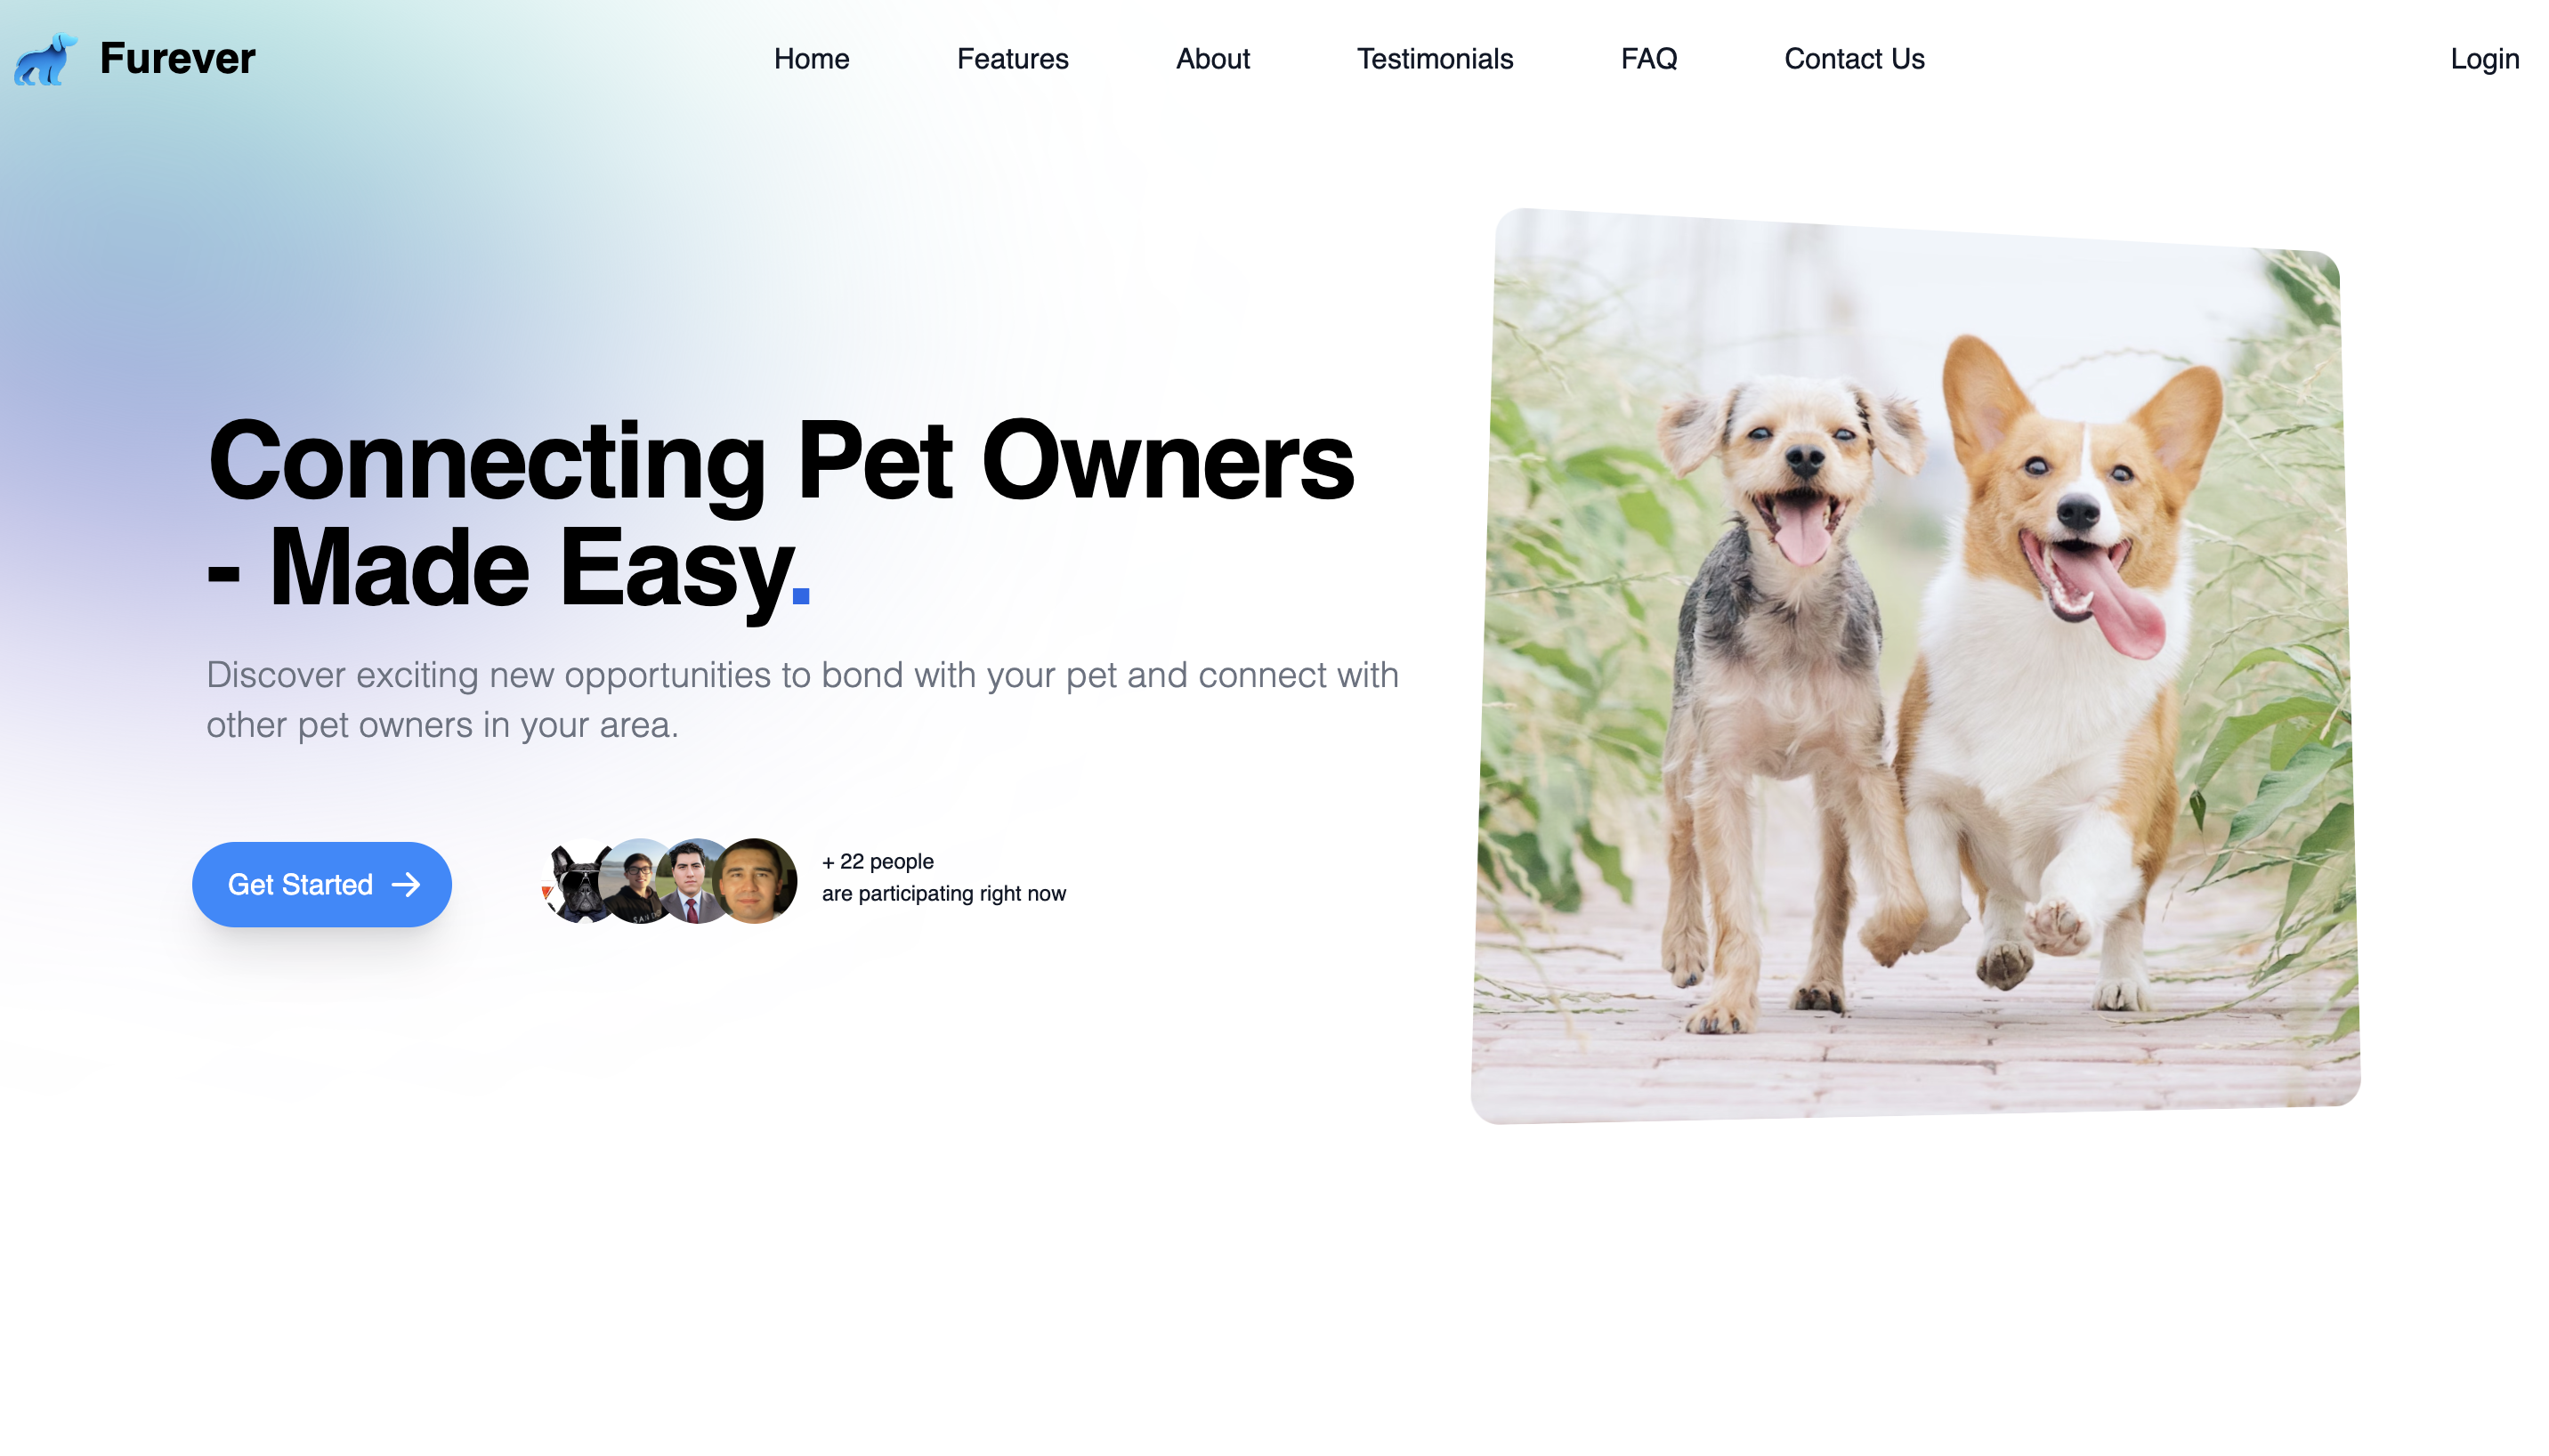 Furever
Home
Features
About
Testimonials
FAQ
Contact Us
Login
Connecting Pet Owners
- Made Easy.
Discover exciting new opportunities to bond with your pet and connect with
other pet owners in your area.
Get Started
+ 22 people
are participating right now